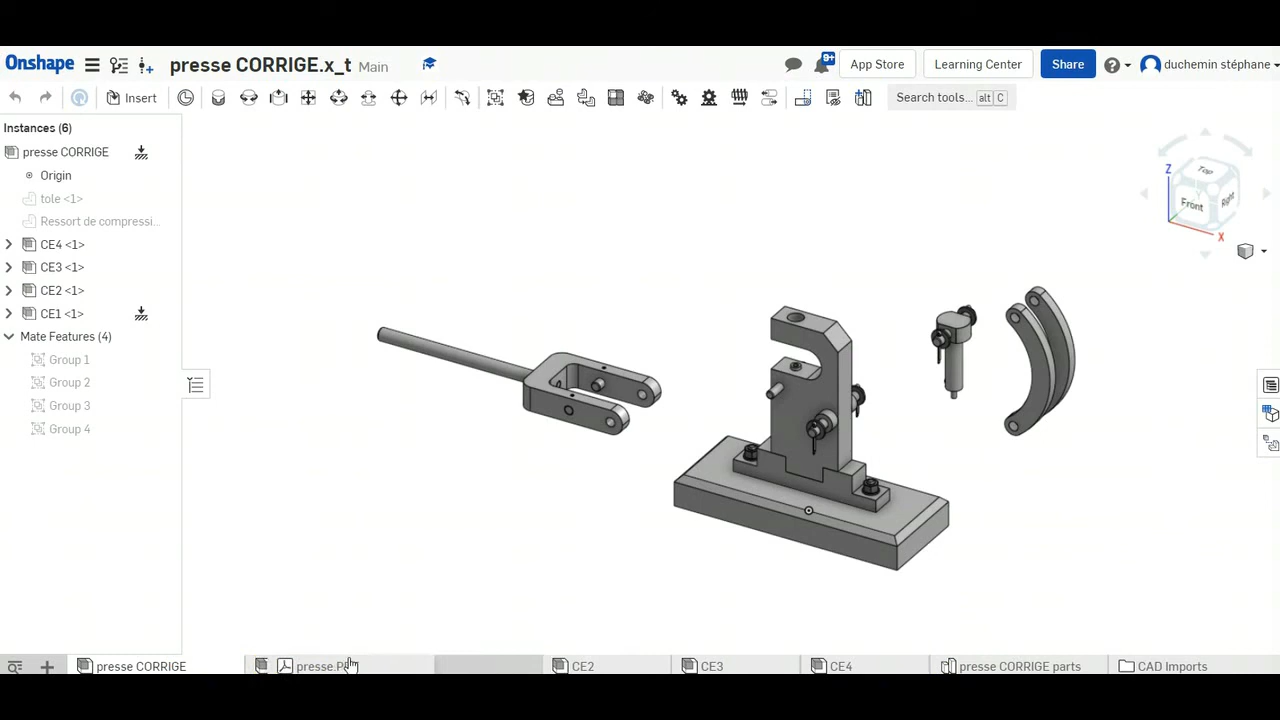 Onshape
presse CORRIGE.x_t Main
9+
App Store
Learning Center
Share
duchemin stéphane
Insert
Search tools... alt C
Instances (6)
presse CORRIGE
Origin
tole <1>
Ressort de compressi...
CE4 <1>
CE3 <1>
CE2 <1>
CE1 <1>
Mate Features (4)
Group 1
Group 2
Group 3
Group 4
Z
Top
Front
Right
X
presse CORRIGE
CE2
CE3
CE4
presse CORRIGE parts
CAD Imports